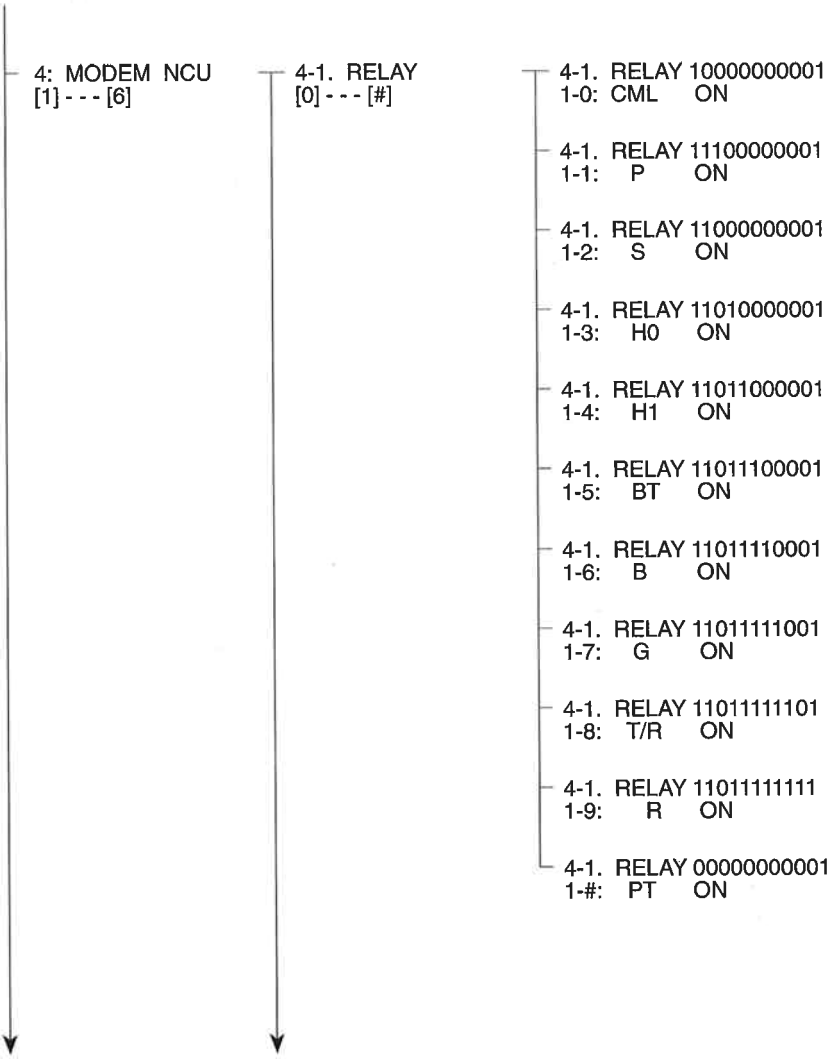 4: MODEM NCU
[1] - - - [6]
4-1. RELAY
[0] - - - [#]
4-1. RELAY 10000000001
1-0: CML ON
4-1. RELAY 11100000001
1-1: P ON
4-1. RELAY 11000000001
1-2: S ON
4-1. RELAY 11010000001
1-3: H0 ON
4-1. RELAY 11011000001
1-4: H1 ON
4-1. RELAY 11011100001
1-5: BT ON
4-1. RELAY 11011110001
1-6: B ON
4-1. RELAY 11011111001
1-7: G ON
4-1. RELAY 11011111101
1-8: T/R ON
4-1. RELAY 11011111111
1-9: R ON
4-1. RELAY 00000000001
1-#: PT ON